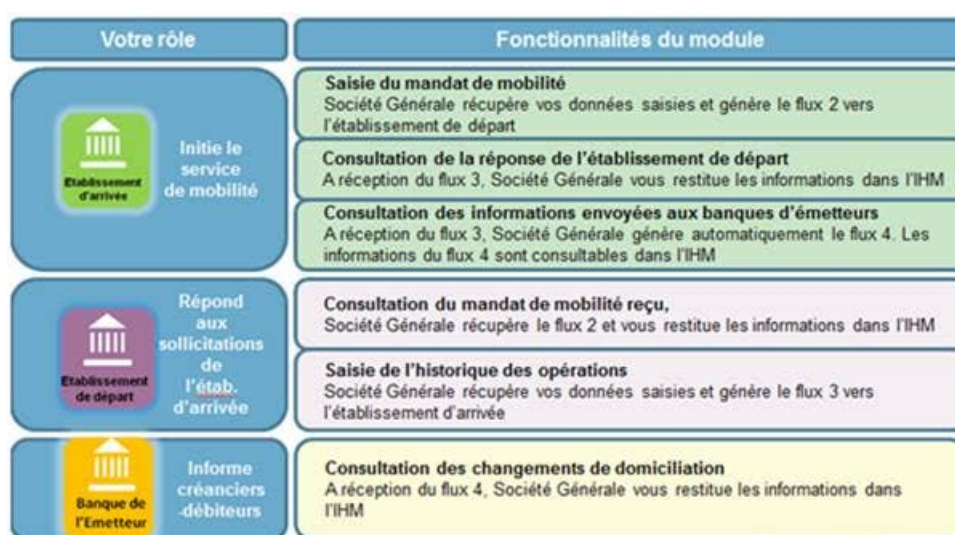 Votre rôle
Fonctionnalités du module
Etablissement
d'arrivée
Initie le
service
de mobilité
Saisie du mandat de mobilité
Société Générale récupère vos données saisies et génère le flux 2 vers
l'établissement de départ
Consultation de la réponse de l'établissement de départ
A réception du flux 3, Société Générale vous restitue les informations dans l'IHM
Consultation des informations envoyées aux banques d'émetteurs
A réception du flux 3, Société Générale génère automatiquement le flux 4. Les
informations du flux 4 sont consultables dans l'IHM
Etablissement
de départ
Répond
aux
sollicitations
de
l'étab.
d'arrivée
Consultation du mandat de mobilité reçu,
Société Générale récupère le flux 2 et vous restitue les informations dans l'IHM
Saisie de l'historique des opérations
Société Générale récupère vos données saisies et génère le flux 3 vers
l'établissement d'arrivée
Banque de
l'Emetteur
Informe
créanciers
-débiteurs
Consultation des changements de domiciliation
A réception du flux 4, Société Générale vous restitue les informations dans
l'IHM